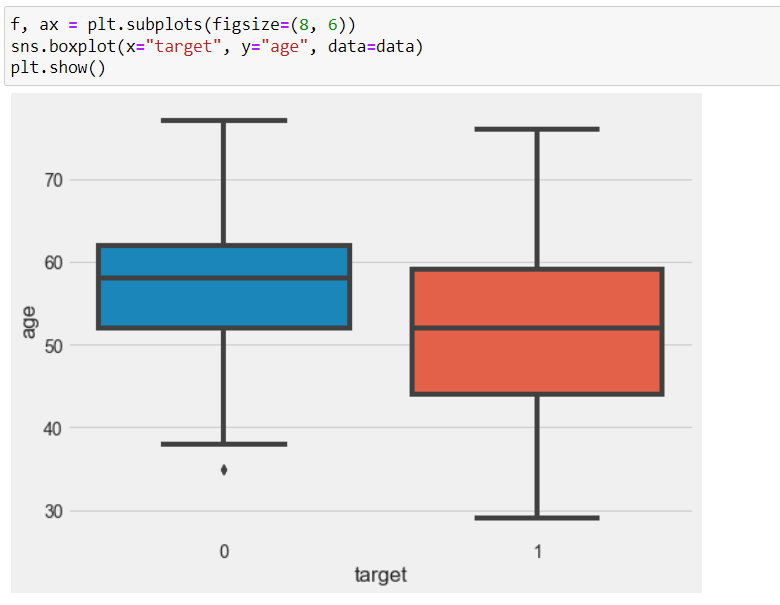 f, ax = plt.subplots(figsize=(8, 6))
sns.boxplot(x="target", y="age", data=data)
plt.show()
70
60
50
40
30
age
0 1
target